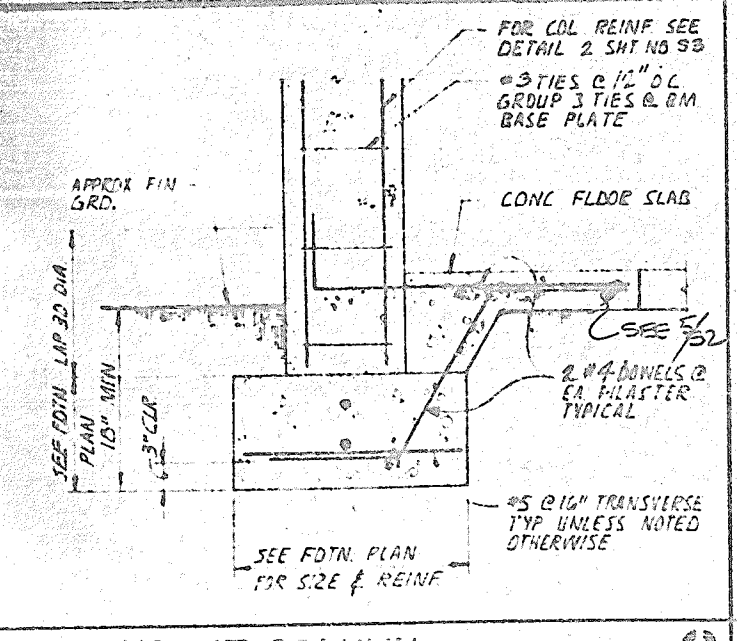 FOR COL REINF SEE
DETAIL 2 SHT NO S3
#3 TIES @ 12" OC
GROUP 3 TIES @ BM
BASE PLATE
APPROX FIN
GRD.
CONC FLOOR SLAB
SEE 5/S2
2 #4 DOWELS @
EA PILASTER
TYPICAL
LAP 30 DIA
SEE FDTN
PLAN
18" MIN
3" CLR
#5 @ 16" TRANSVERSE
TYP UNLESS NOTED
OTHERWISE
SEE FDTN. PLAN
FOR SIZE & REINF